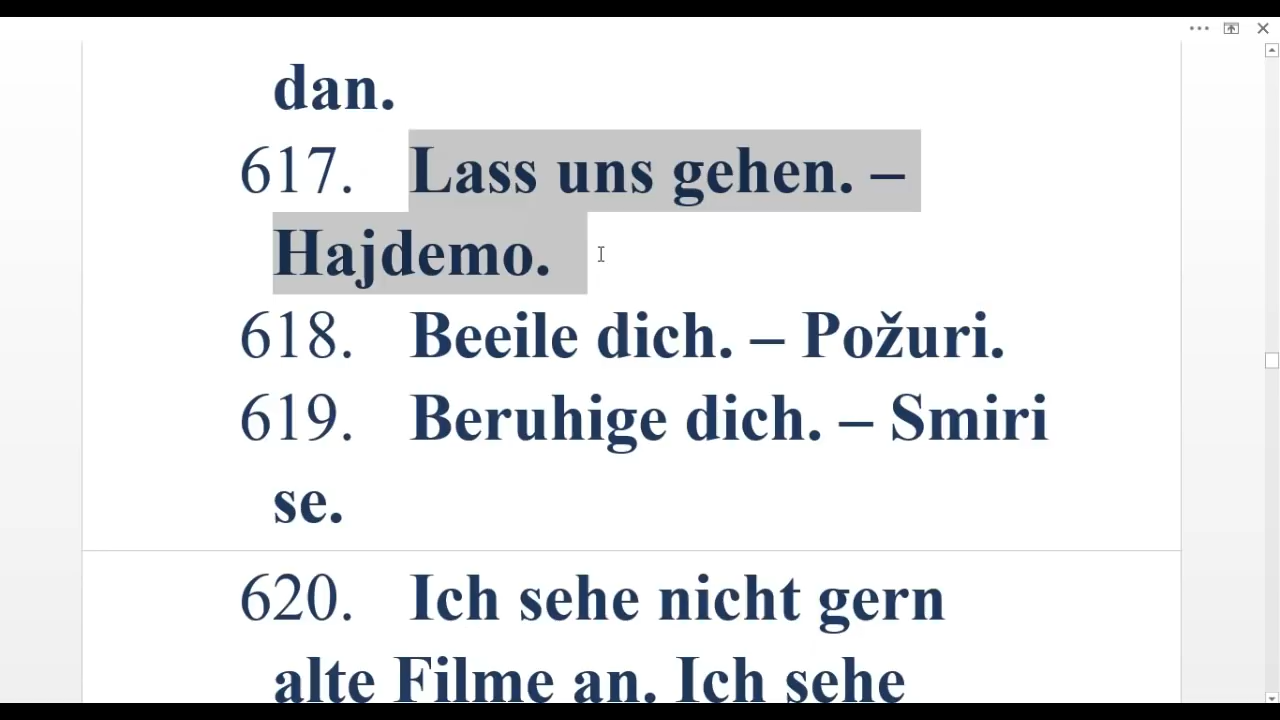 dan.
617. Lass uns gehen. –
Hajdemo.
618. Beeile dich. – Požuri.
619. Beruhige dich. – Smiri
se.
620. Ich sehe nicht gern
alte Filme an. Ich sehe